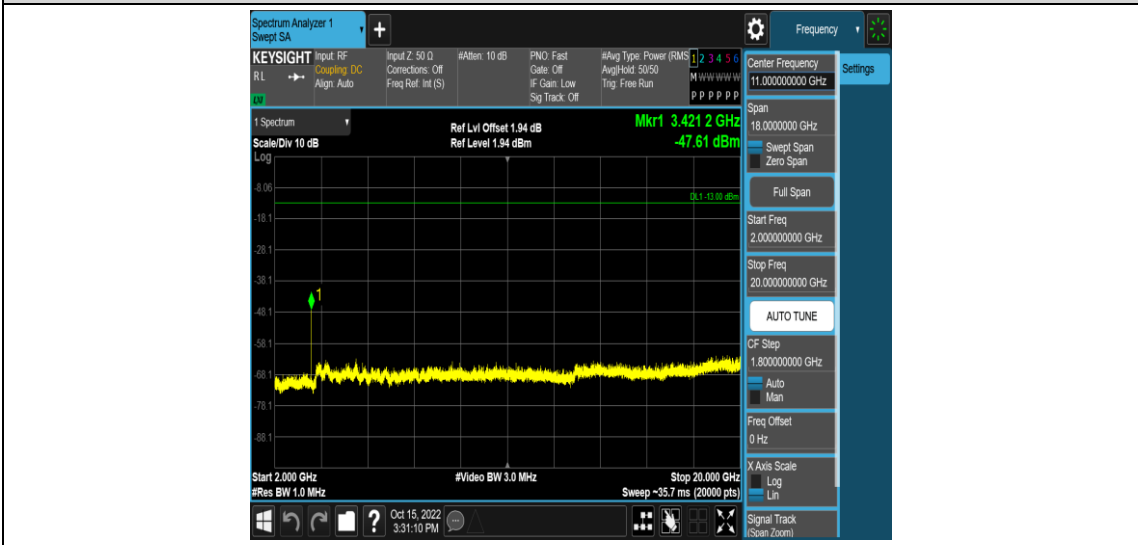 Spectrum Analyzer 1
Swept SA
+
Frequency
KEYSIGHT
RL
LXI
Input: RF
Coupling: DC
Align: Auto
Input Z: 50 Ω
Corrections: Off
Freq Ref: Int (S)
#Atten: 10 dB
PNO: Fast
Gate: Off
IF Gain: Low
Sig Track: Off
#Avg Type: Power (RMS
Avg|Hold: 50/50
Trig: Free Run
1 2 3 4 5 6
M W W W W W
P P P P P P
1 Spectrum
Scale/Div 10 dB
Log
Ref Lvl Offset 1.94 dB
Ref Level 1.94 dBm
Mkr1 3.421 2 GHz
-47.61 dBm
-8.06
DL1 -13.00 dBm
-18.1
-28.1
-38.1
1
-48.1
-58.1
-68.1
-78.1
-88.1
Start 2.000 GHz
#Res BW 1.0 MHz
#Video BW 3.0 MHz
Stop 20.000 GHz
Sweep ~35.7 ms (20000 pts)
?
Oct 15, 2022
3:31:10 PM
Center Frequency
11.000000000 GHz
Settings
Span
18.0000000 GHz
Swept Span
Zero Span
Full Span
Start Freq
2.000000000 GHz
Stop Freq
20.000000000 GHz
AUTO TUNE
CF Step
1.800000000 GHz
Auto
Man
Freq Offset
0 Hz
X Axis Scale
Log
Lin
Signal Track
(Span Zoom)